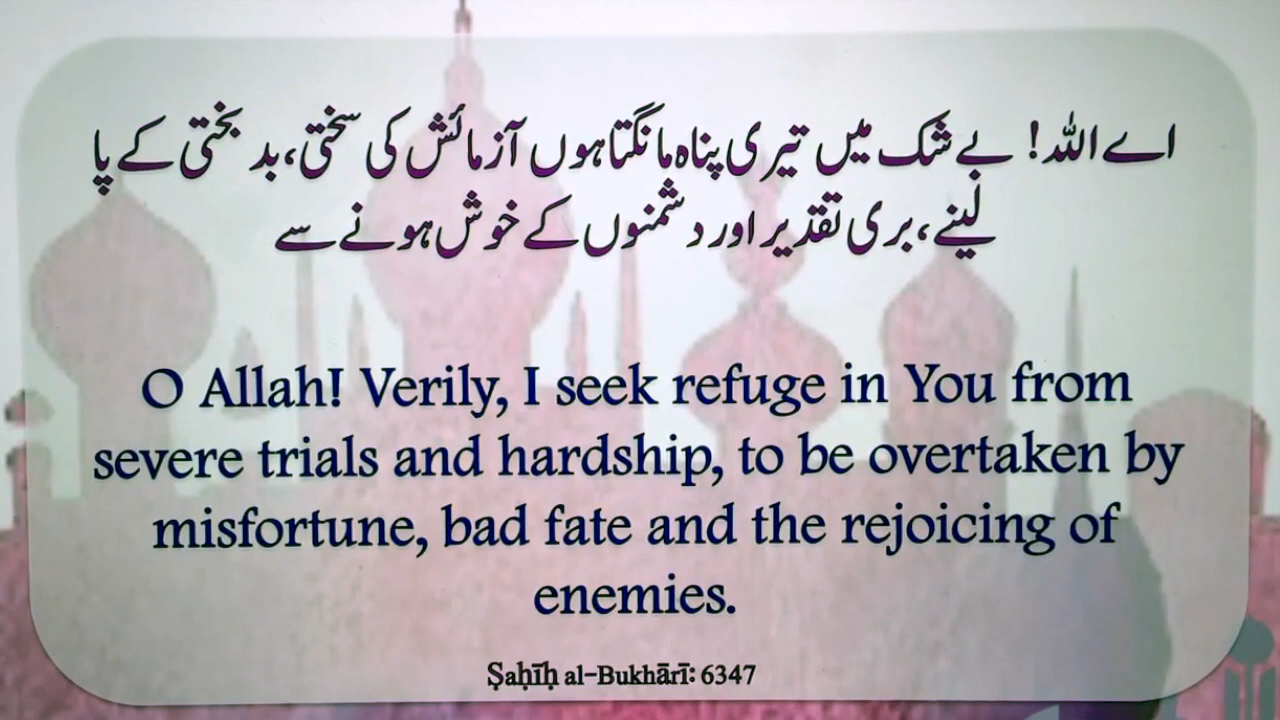 اے اللہ! بے شک میں تیری پناہ مانگتا ہوں آزمائش کی سختی، بد بختی کے پا
لینے، بری تقدیر اور دشمنوں کے خوش ہونے سے
O Allah! Verily, I seek refuge in You from
severe trials and hardship, to be overtaken by
misfortune, bad fate and the rejoicing of
enemies.
Ṣaḥīḥ al-Bukhārī: 6347